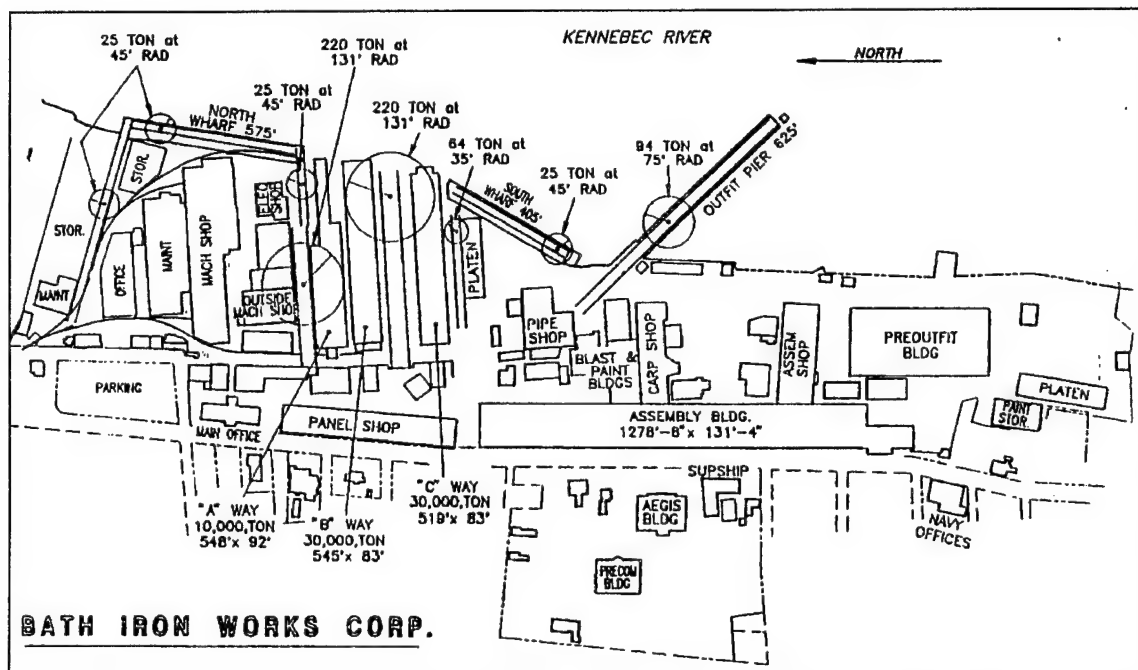 25 TON at
45' RAD
220 TON at
131' RAD
KENNEBEC RIVER
NORTH
25 TON at
45' RAD
220 TON at
131' RAD
NORTH
WHARF 575'
64 TON at
35' RAD
94 TON at
75' RAD
OUTFIT PIER 625'
25 TON at
45' RAD
SOUTH
WHARF 405'
STOR.
STOR.
ELEC
SHOP
MACH SHOP
MAINT
OFFICE
MAINT
OUTSIDE
MACH SHOP
PLATEN
PIPE
SHOP
BLAST &
PAINT
BLDGS
CARP SHOP
ASSEM
SHOP
PREOUTFIT
BLDG
PLATEN
PAINT
STOR.
PARKING
MAIN OFFICE
PANEL SHOP
ASSEMBLY BLDG.
1278'-8" x 131'-4"
"A" WAY
10,000,TON
548'x 92'
"B" WAY
30,000,TON
545'x 83'
"C" WAY
30,000,TON
519'x 83'
SUPSHIP
AEGIS
BLDG
NAVY
OFFICES
PRECOM
BLDG
BATH IRON WORKS CORP.